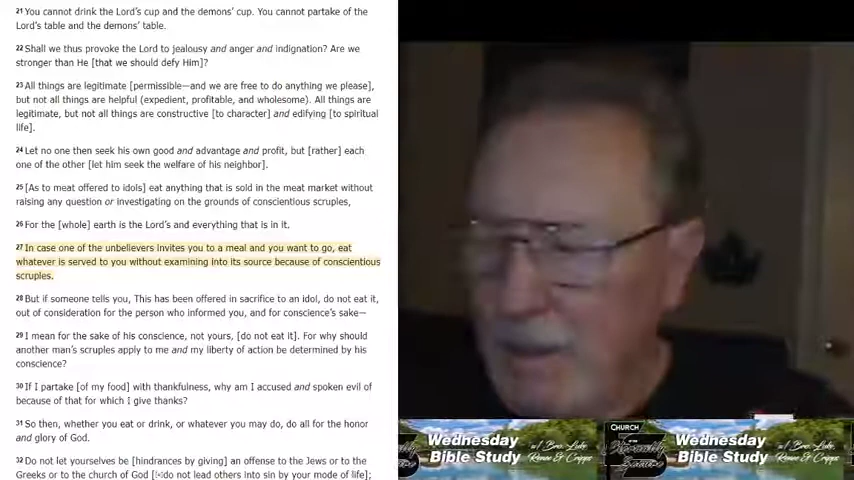 21 You cannot drink the Lord's cup and the demons' cup. You cannot partake of the
Lord's table and the demons' table.
22 Shall we thus provoke the Lord to jealousy and anger and indignation? Are we
stronger than He [that we should defy Him]?
23 All things are legitimate [permissible—and we are free to do anything we please],
but not all things are helpful (expedient, profitable, and wholesome). All things are
legitimate, but not all things are constructive [to character] and edifying [to spiritual
life].
24 Let no one then seek his own good and advantage and profit, but [rather] each
one of the other [let him seek the welfare of his neighbor].
25 [As to meat offered to idols] eat anything that is sold in the meat market without
raising any question or investigating on the grounds of conscientious scruples,
26 For the [whole] earth is the Lord's and everything that is in it.
27 In case one of the unbelievers invites you to a meal and you want to go, eat
whatever is served to you without examining into its source because of conscientious
scruples.
28 But if someone tells you, This has been offered in sacrifice to an idol, do not eat it,
out of consideration for the person who informed you, and for conscience's sake—
29 I mean for the sake of his conscience, not yours, [do not eat it]. For why should
another man's scruples apply to me and my liberty of action be determined by his
conscience?
30 If I partake [of my food] with thankfulness, why am I accused and spoken evil of
because of that for which I give thanks?
31 So then, whether you eat or drink, or whatever you may do, do all for the honor
and glory of God.
32 Do not let yourselves be [hindrances by giving] an offense to the Jews or to the
Greeks or to the church of God [do not lead others into sin by your mode of life];
Wednesday
Bible Study
w/ Bro. Luke,
Renee & Cripps
Church
Eternally
Secure
Wednesday
Bible Study
w/ Bro. Luke,
Renee & Cripps